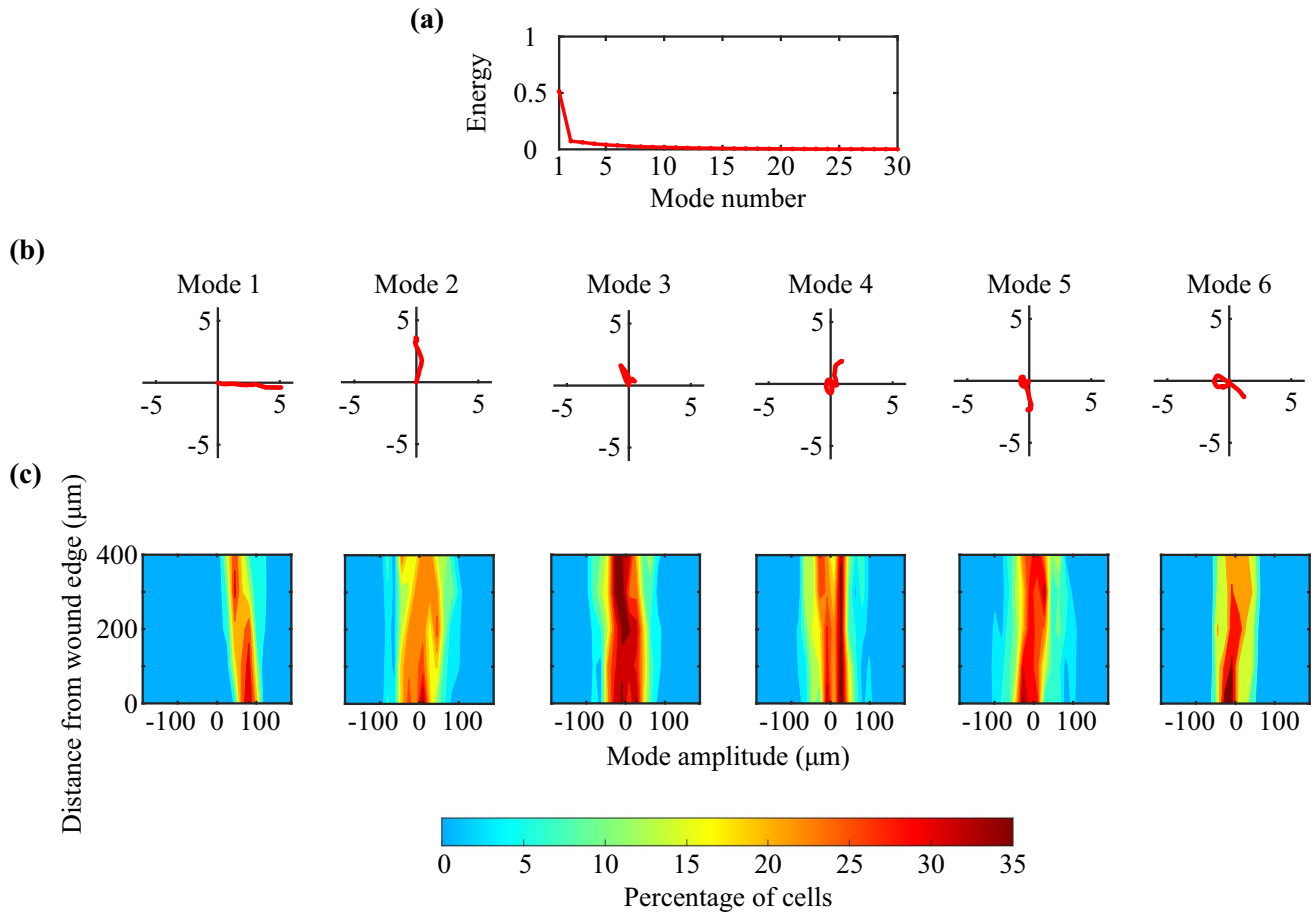 (a)
1
0.5
0
Energy
1 5 10 15 20 25 30
Mode number
(b)
Mode 1 Mode 2 Mode 3 Mode 4 Mode 5 Mode 6
5 5 5 5 5 5
-5 5 -5 5 -5 5 -5 5 -5 5 -5 5
-5 -5 -5 -5 -5 -5
(c)
Distance from wound edge (μm)
400
200
0
-100 0 100 -100 0 100 -100 0 100 -100 0 100 -100 0 100 -100 0 100
Mode amplitude (μm)
0 5 10 15 20 25 30 35
Percentage of cells